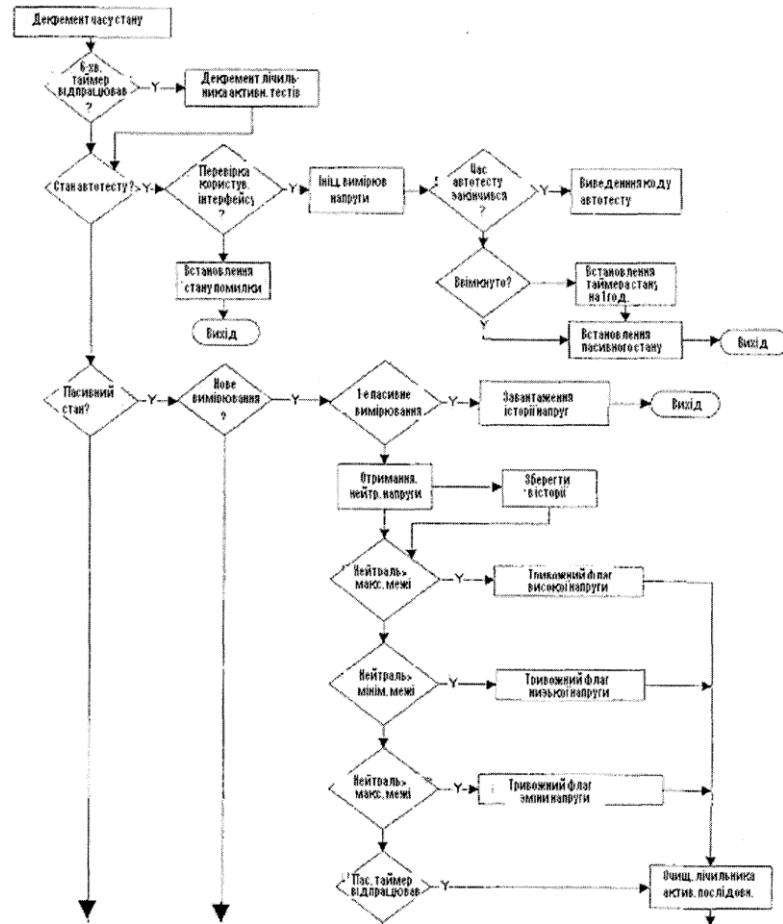 Декремент часу стану
6-хв.
таймер
відпрацював
?
Y
Декремент лічиль-
ника активн. тестів
Стан автотесту?
Y
Перевірка
користув.
інтерфейсу
?
Y
Ініц. вимірюв
напруги
Час
автотесту
закінчився
?
Y
Виведенння коду
автотесту
Встановлення
стану помилки
Вихід
Ввімкнуто?
Y
Встановлення
таймера стану
на 1 год.
Встановлення
пасивного стану
Вихід
Пасивний
стан?
Y
Нове
вимірювання
?
Y
1-е пасивне
вимірювання
Y
Завантаження
історії напруг
Вихід
Отримання.
нейтр. напруги
Зберегти
в історії
Нейтраль>
макс. межі
Y
Тривожний флаг
високої напруги
Нейтраль>
мінім. межі
Y
Тривожний флаг
низької напруги
Нейтраль>
макс. межі
Y
Тривожний флаг
зміни напруги
Пас. таймер
відпрацював
Y
Очищ. лічильника
актив. послідовн.